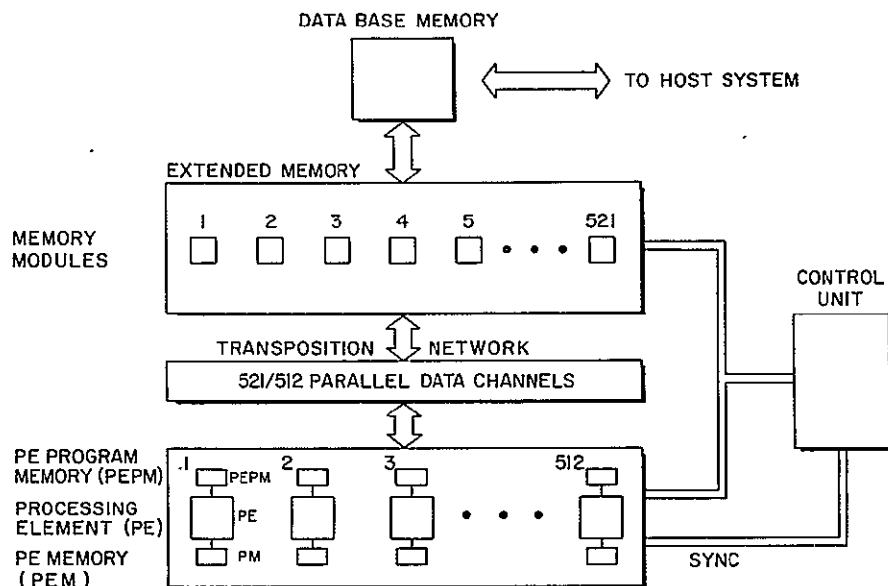 DATA BASE MEMORY
TO HOST SYSTEM
EXTENDED MEMORY
1 2 3 4 5 521
MEMORY
MODULES
CONTROL
UNIT
TRANSPOSITION NETWORK
521/512 PARALLEL DATA CHANNELS
PE PROGRAM
MEMORY (PEPM)
1 PEPM 2 3 512
PROCESSING
ELEMENT (PE)
PE
PE MEMORY
(PEM)
PM
SYNC